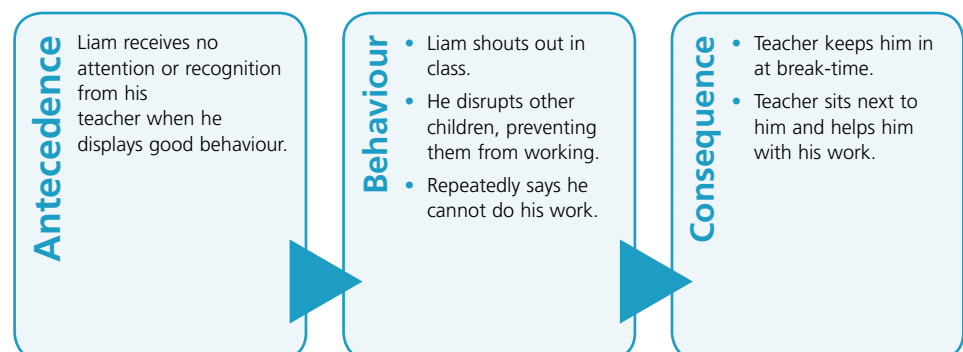 Antecedence
Liam receives no
attention or recognition
from his
teacher when he
displays good behaviour.
Behaviour
• Liam shouts out in
class.
• He disrupts other
children, preventing
them from working.
• Repeatedly says he
cannot do his work.
Consequence
• Teacher keeps him in
at break-time.
• Teacher sits next to
him and helps him
with his work.